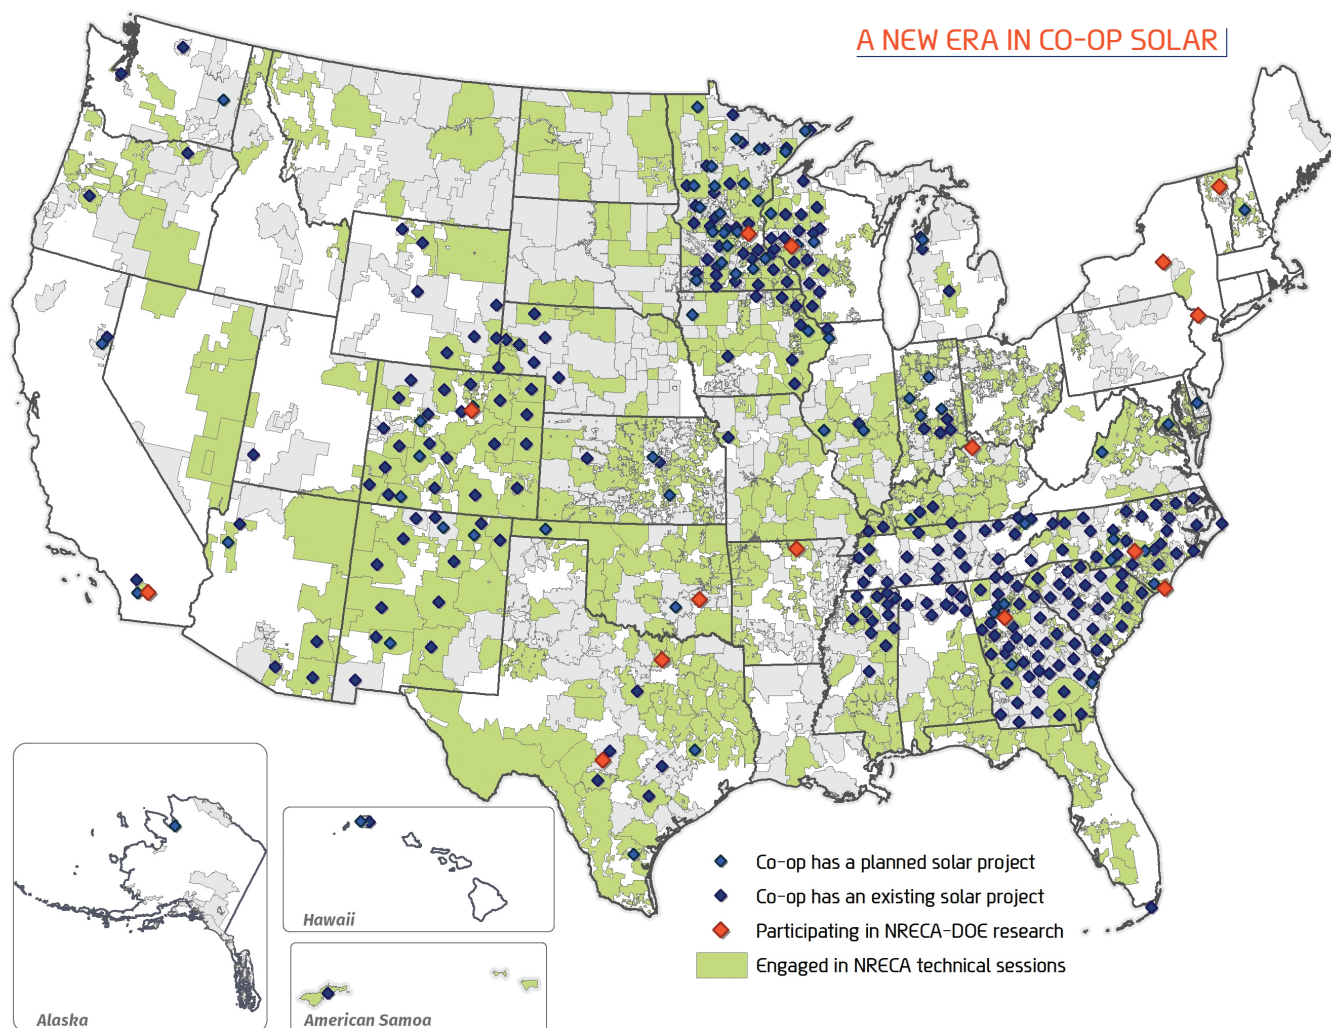 A NEW ERA IN CO-OP SOLAR
Co-op has a planned solar project
Co-op has an existing solar project
Participating in NRECA-DOE research
Engaged in NRECA technical sessions
Hawaii
Alaska
American Samoa